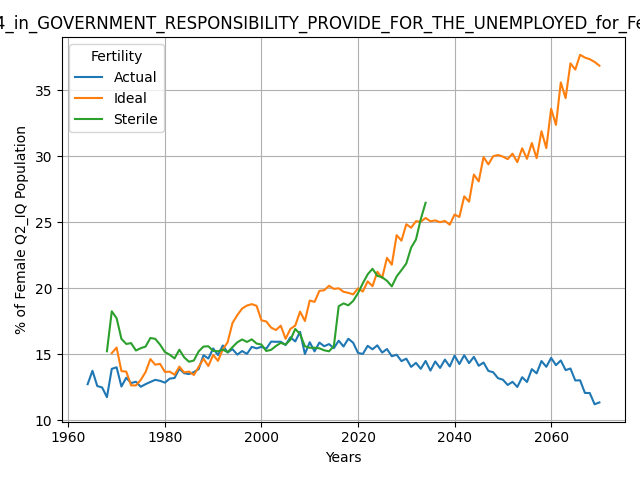 4_in_GOVERNMENT_RESPONSIBILITY_PROVIDE_FOR_THE_UNEMPLOYED_for_Fe
Fertility
Actual
Ideal
Sterile
% of Female Q2_IQ Population
35
30
25
20
15
10
1960
1980
2000
2020
2040
2060
Years